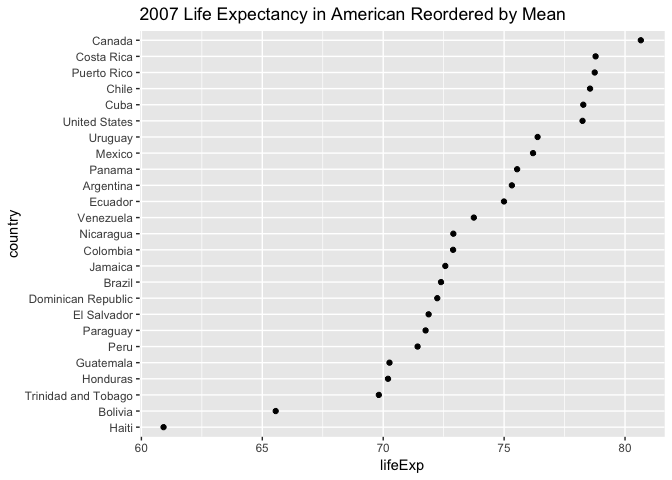 2007 Life Expectancy in American Reordered by Mean
Canada
Costa Rica
Puerto Rico
Chile
Cuba
United States
Uruguay
Mexico
Panama
Argentina
Ecuador
Venezuela
Nicaragua
Colombia
Jamaica
Brazil
Dominican Republic
El Salvador
Paraguay
Peru
Guatemala
Honduras
Trinidad and Tobago
Bolivia
Haiti
country
60 65 70 75 80
lifeExp